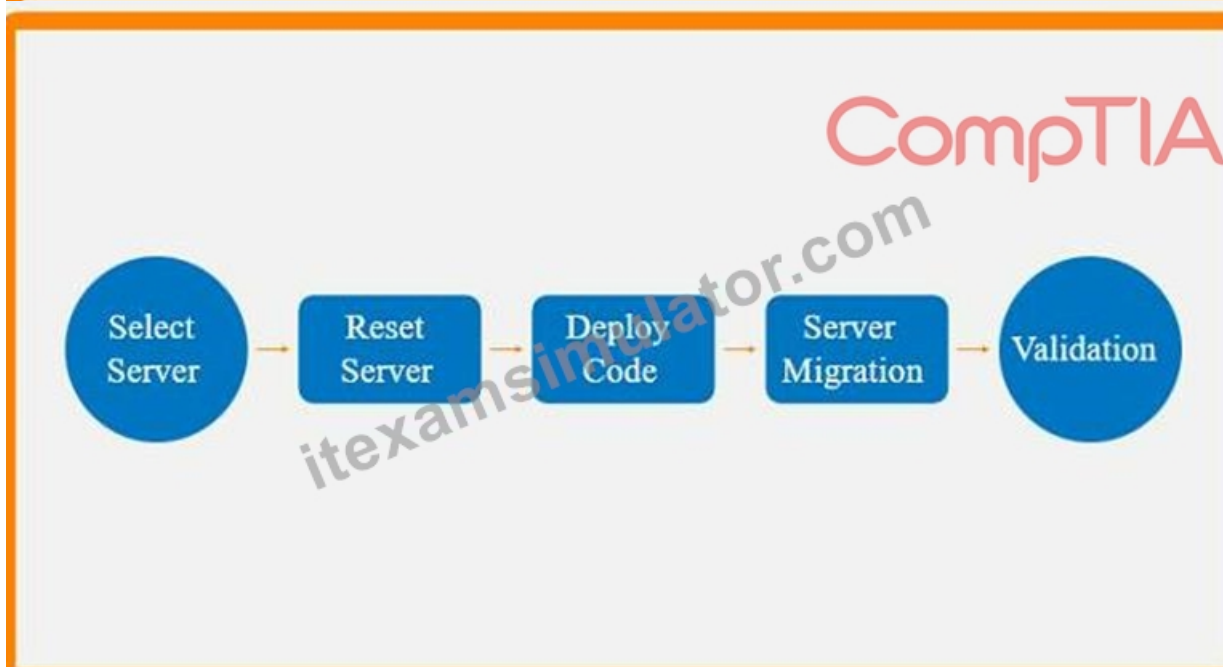 CompTIA
itexamsimulator.com
Select
Server
Reset
Server
Deploy
Code
Server
Migration
Validation